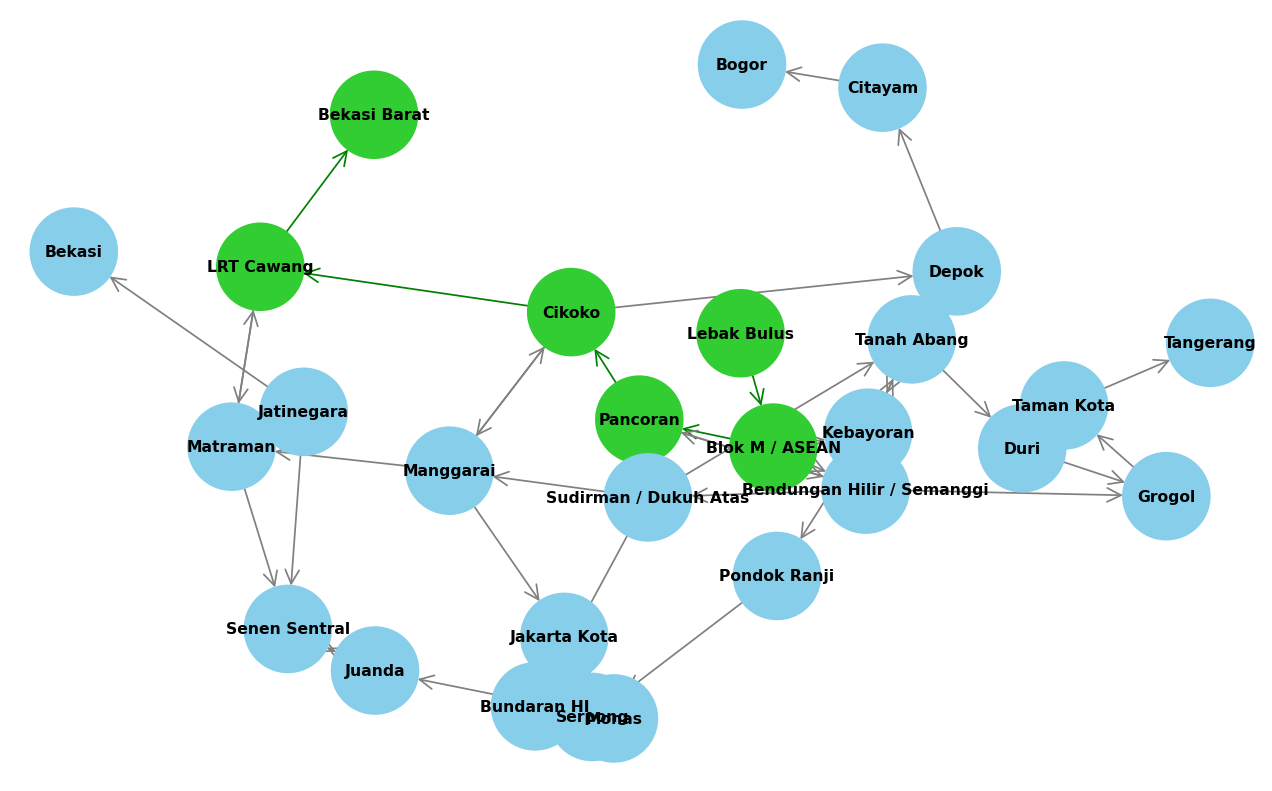 Bogor
Citayam
Bekasi Barat
Bekasi
LRT Cawang
Depok
Cikoko
Lebak Bulus
Tanah Abang
Tangerang
Taman Kota
Jatinegara
Pancoran
Kebayoran
Matraman
Blok M / ASEAN
Duri
Manggarai
Bendungan Hilir / Semanggi
Sudirman / Dukuh Atas
Grogol
Pondok Ranji
Senen Sentral
Jakarta Kota
Juanda
Bundaran HI
Serpong
Monas